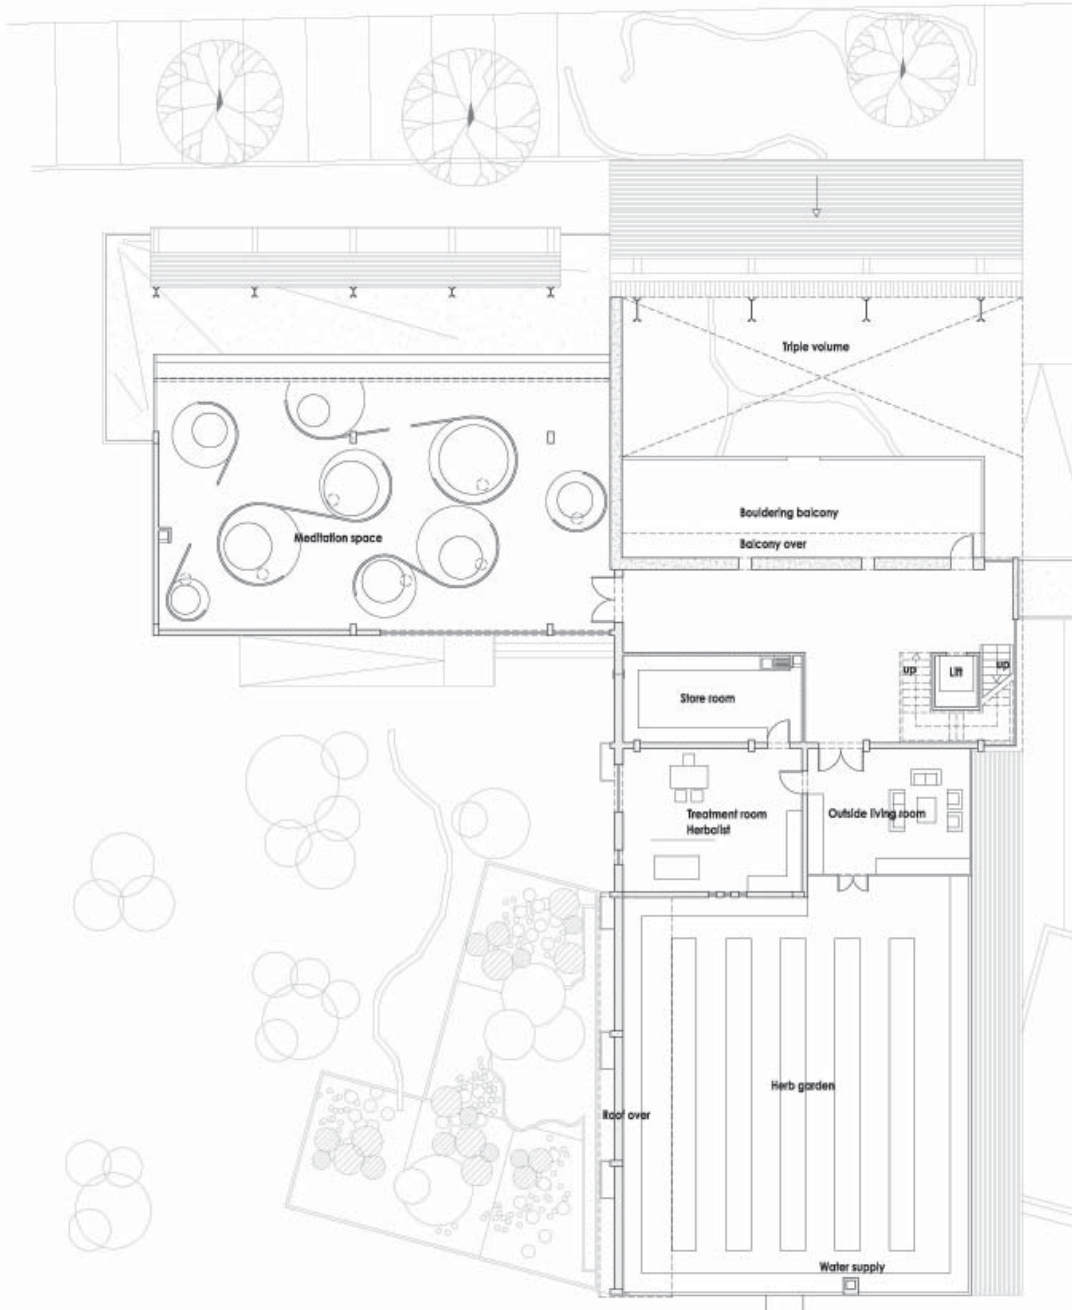 Triple volume
Bouldering balcony
Balcony over
Meditation space
up
Lift
up
Store room
Treatment room
Herbalist
Outside living room
Herb garden
Roof over
Water supply